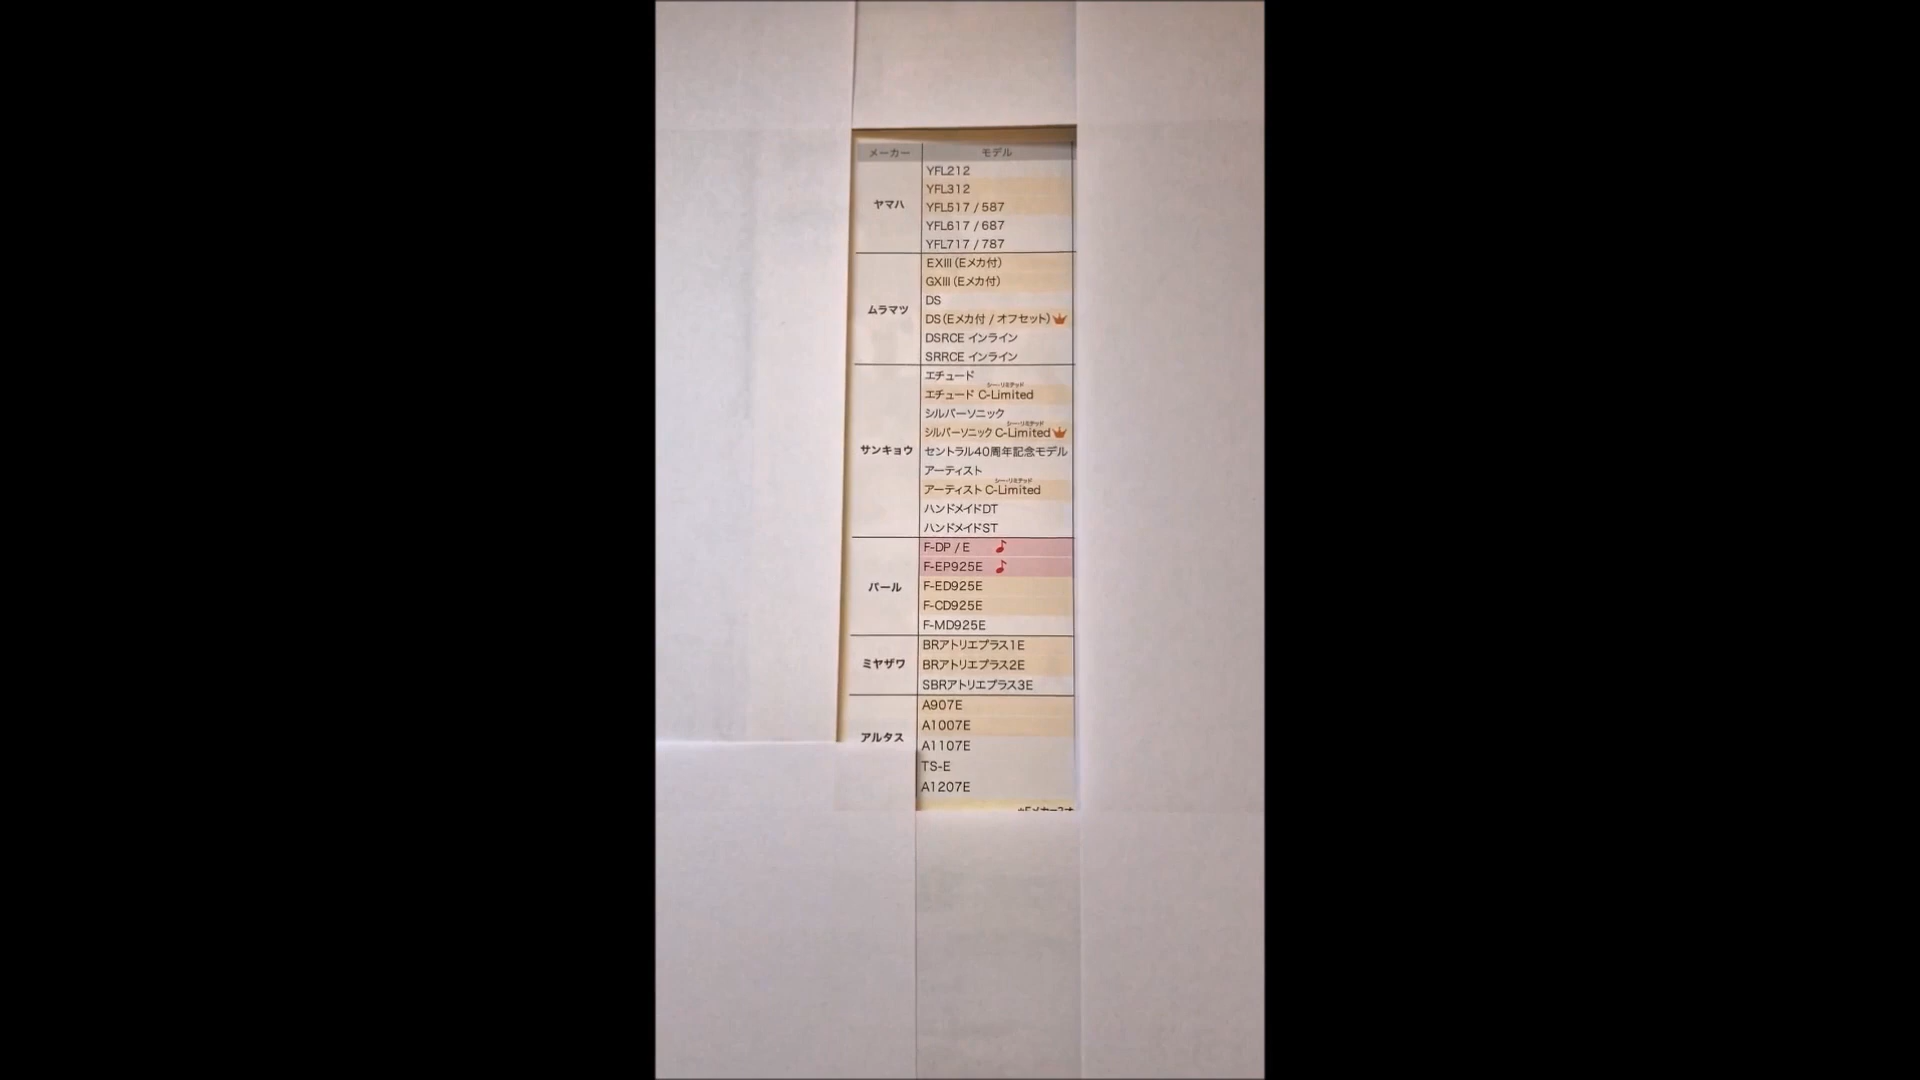 メーカー モデル
ヤマハ
YFL212
YFL312
YFL517 / 587
YFL617 / 687
YFL717 / 787
ムラマツ
EXIII(Eメカ付)
GXIII(Eメカ付)
DS
DS(Eメカ付 / オフセット)
DSRCE インライン
SRRCE インライン
サンキョウ
エチュード
シー・リミテッド
エチュード C-Limited
シルバーソニック
シー・リミテッド
シルバーソニック C-Limited
セントラル40周年記念モデル
アーティスト
シー・リミテッド
アーティスト C-Limited
ハンドメイドDT
ハンドメイドST
パール
F-DP / E
F-EP925E
F-ED925E
F-CD925E
F-MD925E
ミヤザワ
BRアトリエプラス1E
BRアトリエプラス2E
SBRアトリエプラス3E
アルタス
A907E
A1007E
A1107E
TS-E
A1207E